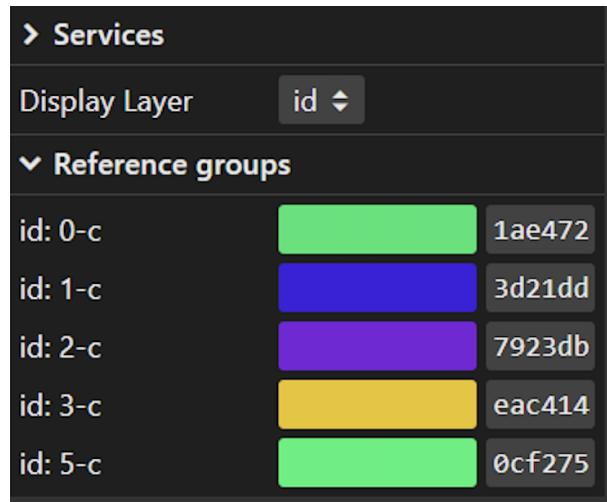 Services
Display Layer id
Reference groups
id: 0-c 1ae472
id: 1-c 3d21dd
id: 2-c 7923db
id: 3-c eac414
id: 5-c 0cf275